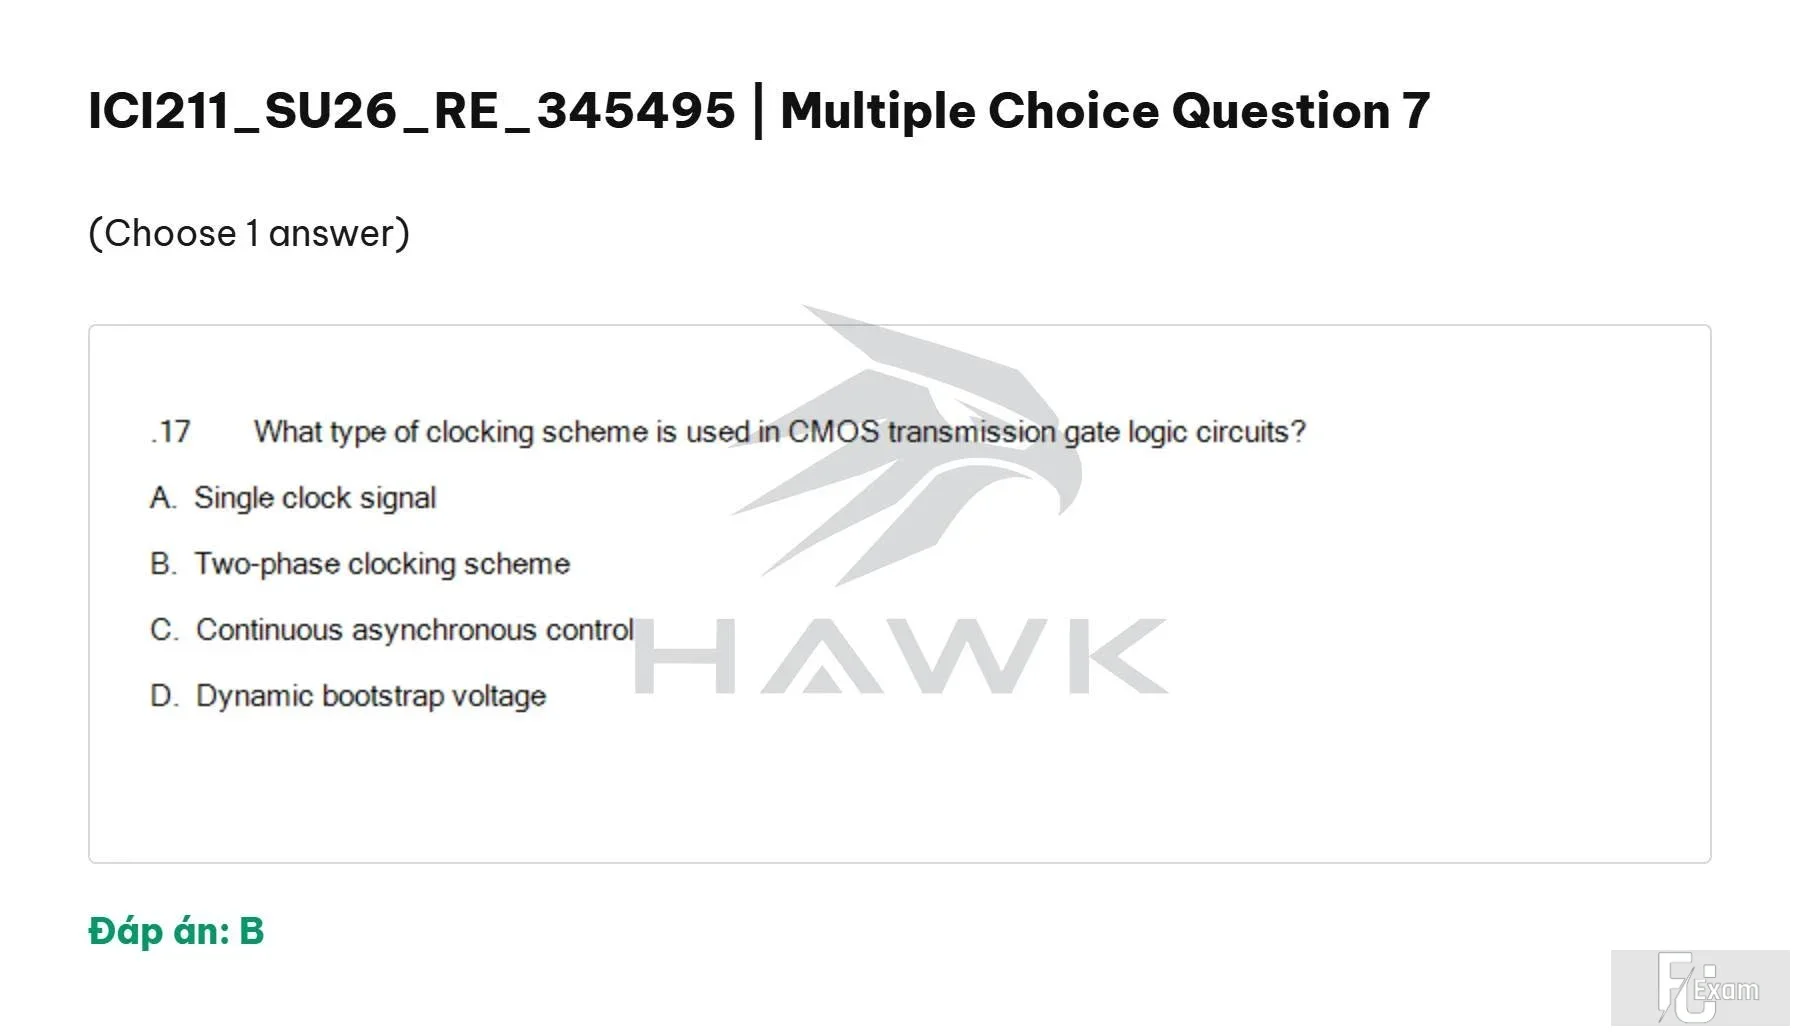 ICI211_SU26_RE_345495 | Multiple Choice Question 7
(Choose 1 answer)
.17 What type of clocking scheme is used in CMOS transmission gate logic circuits?
A. Single clock signal
B. Two-phase clocking scheme
C. Continuous asynchronous control
D. Dynamic bootstrap voltage
HAWK
Đáp án: B
FU Exam